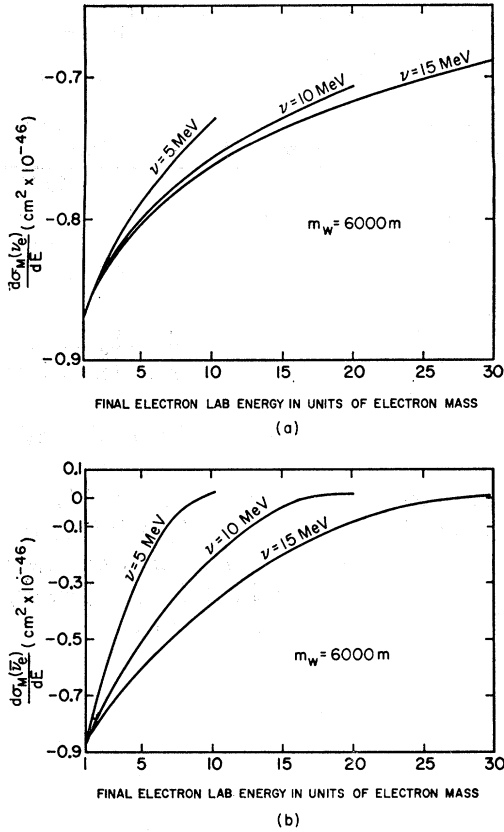 -0.7
-0.8
-0.9
dσ_M(ν_e)/dE (cm² x 10⁻⁴⁶)
ν = 5 MeV
ν = 10 MeV
ν = 15 MeV
m_w = 6000 m
1 5 10 15 20 25 30
FINAL ELECTRON LAB ENERGY IN UNITS OF ELECTRON MASS
(a)
0.1
0
-0.1
-0.3
-0.5
-0.7
-0.9
dσ_M(ν̄_e)/dE (cm² x 10⁻⁴⁶)
ν = 5 MeV
ν = 10 MeV
ν = 15 MeV
m_w = 6000 m
1 5 10 15 20 25 30
FINAL ELECTRON LAB ENERGY IN UNITS OF ELECTRON MASS
(b)